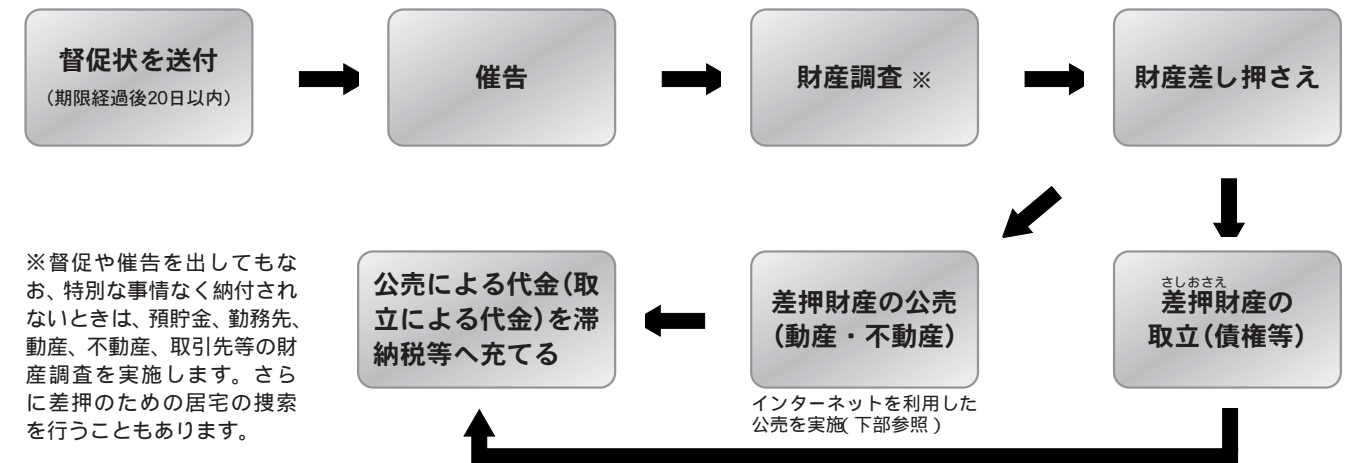 督促状を送付
（期限経過後20日以内）
催告
財産調査 ※
財産差し押さえ
※督促や催告を出してもな
お、特別な事情なく納付され
ないときは、預貯金、勤務先、
動産、不動産、取引先等の財
産調査を実施します。さら
に差押のための居宅の捜索
を行うこともあります。
公売による代金（取
立による代金）を滞
納税等へ充てる
差押財産の公売
（動産・不動産）
インターネットを利用した
公売を実施（下部参照）
さしおさえ
差押財産の
取立（債権等）